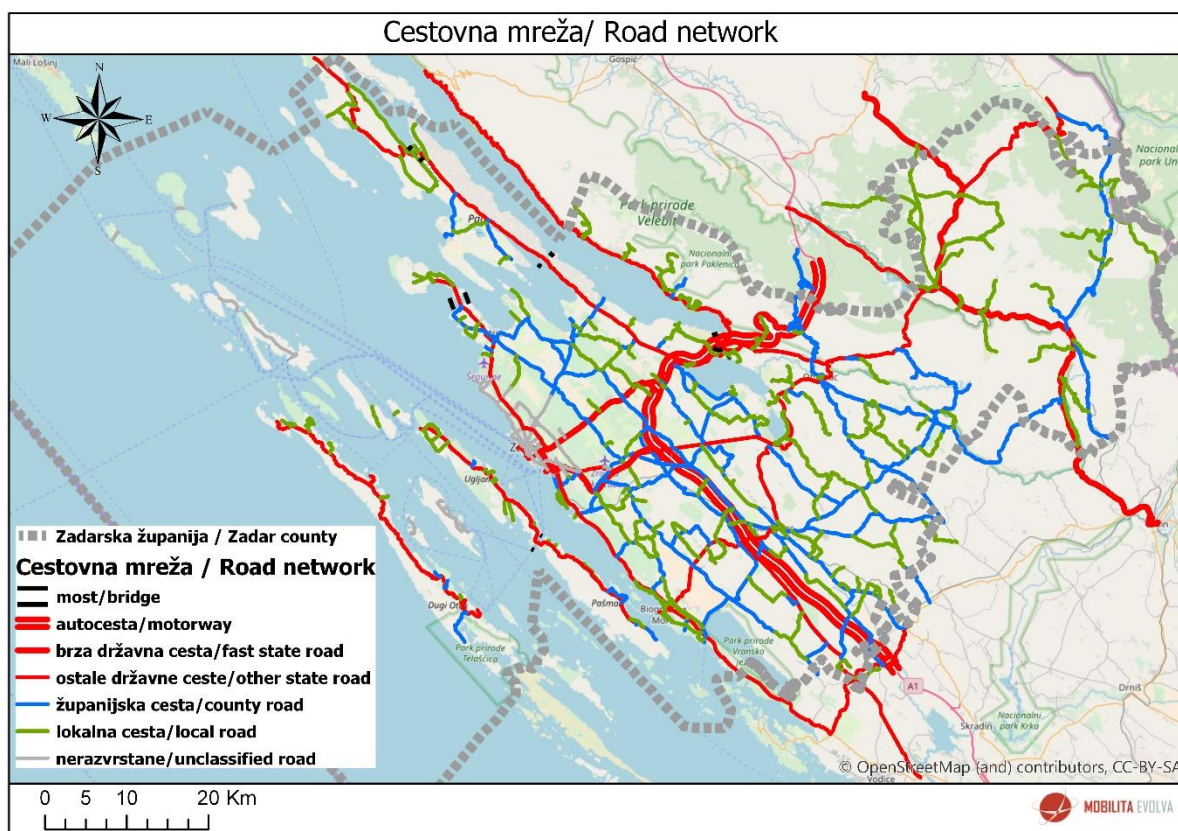 Cestovna mreža/ Road network
Mali Lošinj
Gospić
N
W
E
S
Nacionalni
park Un
Park prirode
Velebit
Nacionalni
park Paklenica
Pag
Ugljan
Dugi Ot
Park prirode
Telašćica
Pašman
Biog
Park prirode
Vransko
A1
Skradin
Nacionalni
park Krka
Drniš
Vodice
Zadarska županija / Zadar county
Cestovna mreža / Road network
most/bridge
autocesta/motorway
brza državna cesta/fast state road
ostale državne ceste/other state road
županijska cesta/county road
lokalna cesta/local road
nerazvrstane/unclassified road
© OpenStreetMap (and) contributors, CC-BY-SA
0 5 10 20 Km
MOBILITA EVOLVA